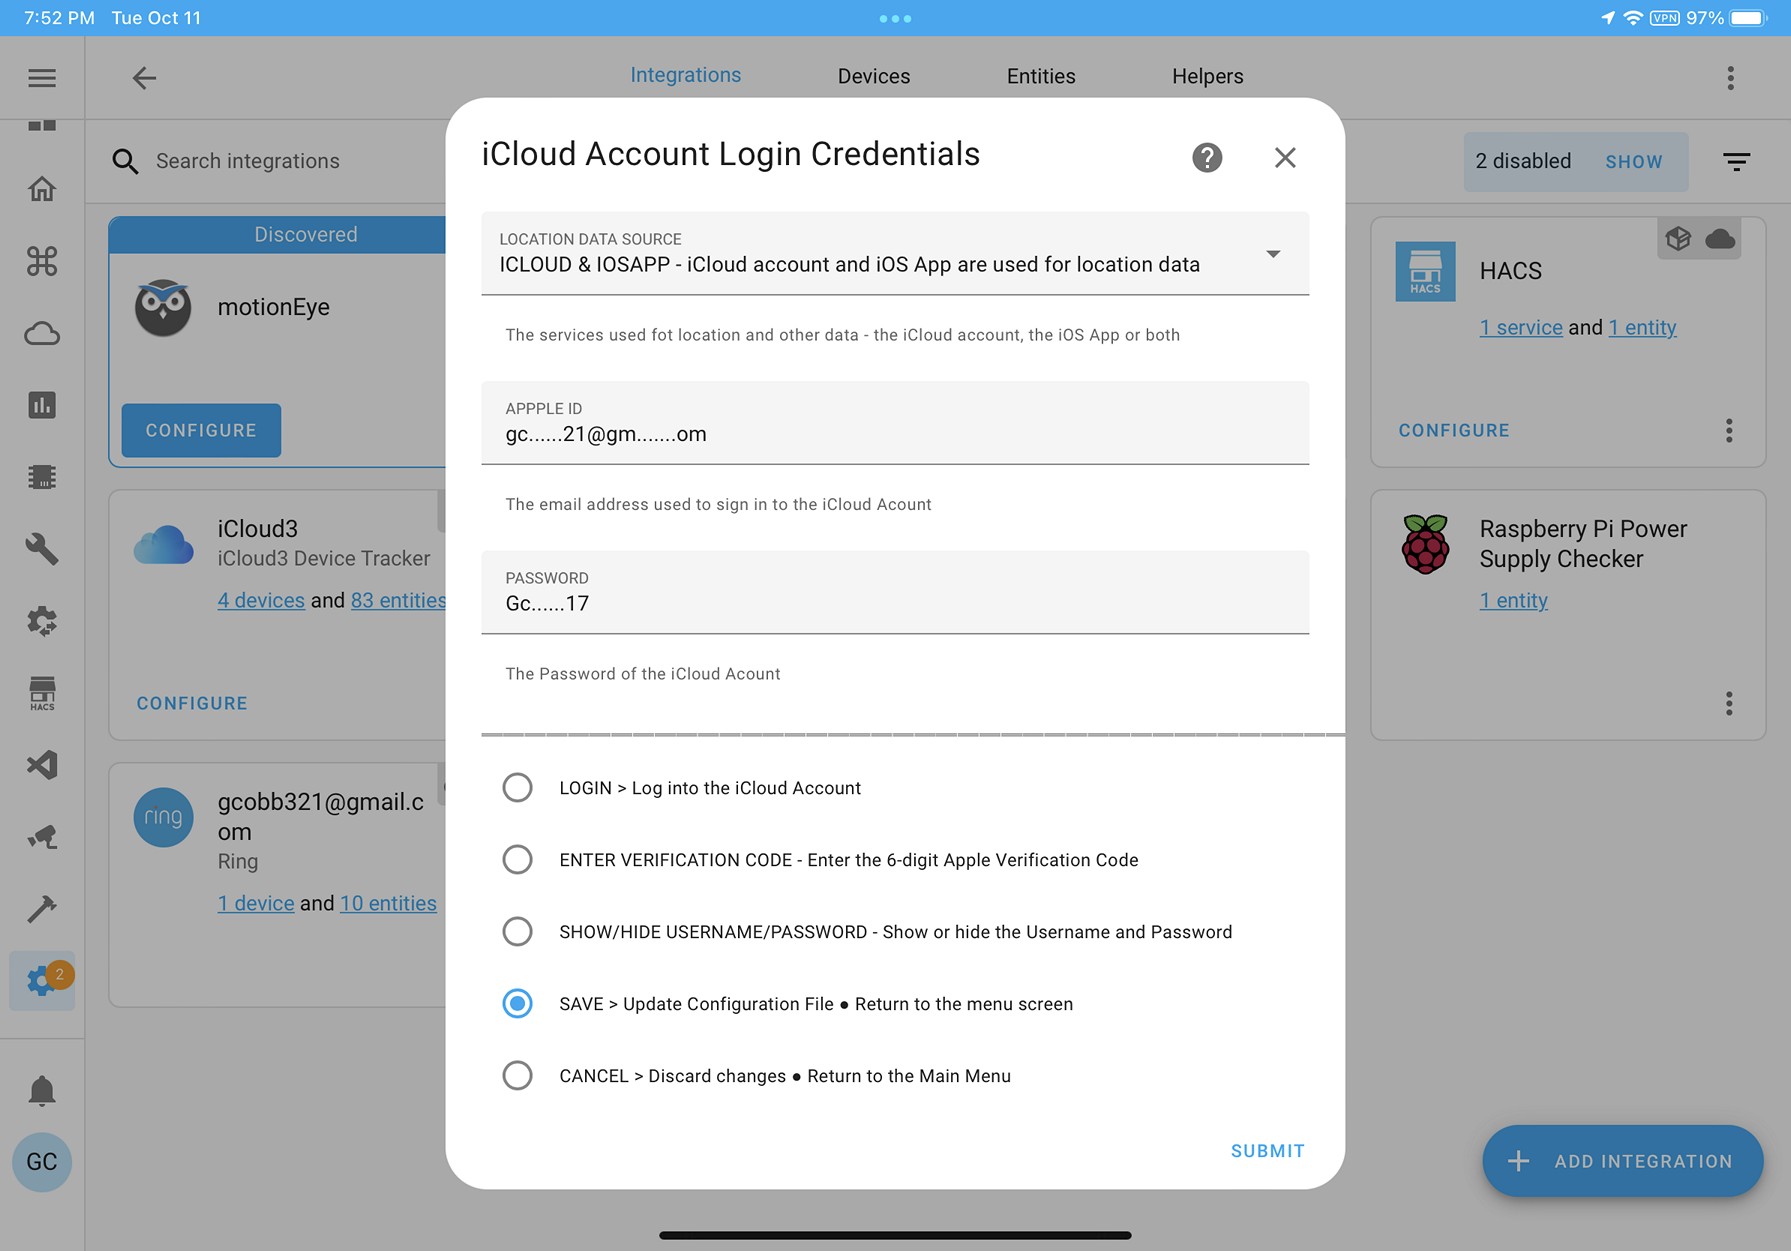 7:52 PM Tue Oct 11
VPN 97%
Integrations
Devices
Entities
Helpers
Search integrations
2 disabled SHOW
Discovered
motionEye
CONFIGURE
iCloud3
iCloud3 Device Tracker
4 devices and 83 entities
CONFIGURE
ring
gcobb321@gmail.c
om
Ring
1 device and 10 entities
HACS
2
GC
iCloud Account Login Credentials
LOCATION DATA SOURCE
ICLOUD & IOSAPP - iCloud account and iOS App are used for location data
The services used fot location and other data - the iCloud account, the iOS App or both
APPPLE ID
gc......21@gm.......om
The email address used to sign in to the iCloud Acount
PASSWORD
Gc......17
The Password of the iCloud Acount
LOGIN > Log into the iCloud Account
ENTER VERIFICATION CODE - Enter the 6-digit Apple Verification Code
SHOW/HIDE USERNAME/PASSWORD - Show or hide the Username and Password
SAVE > Update Configuration File ● Return to the menu screen
CANCEL > Discard changes ● Return to the Main Menu
SUBMIT
HACS
HACS
1 service and 1 entity
CONFIGURE
Raspberry Pi Power
Supply Checker
1 entity
ADD INTEGRATION